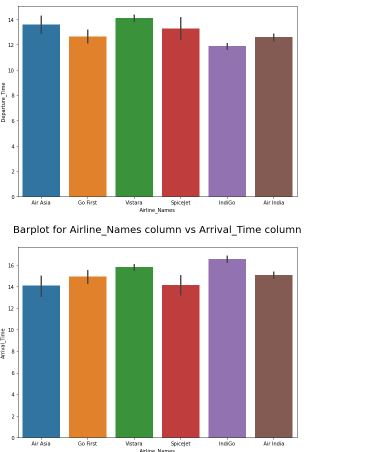 14
12
10
8
6
4
2
0
Departure_Time
Air Asia
Go First
Vistara
SpiceJet
IndiGo
Air India
Airline_Names
Barplot for Airline_Names column vs Arrival_Time column
16
14
12
10
8
6
4
2
0
Arrival_Time
Air Asia
Go First
Vistara
SpiceJet
IndiGo
Air India
Airline_Names